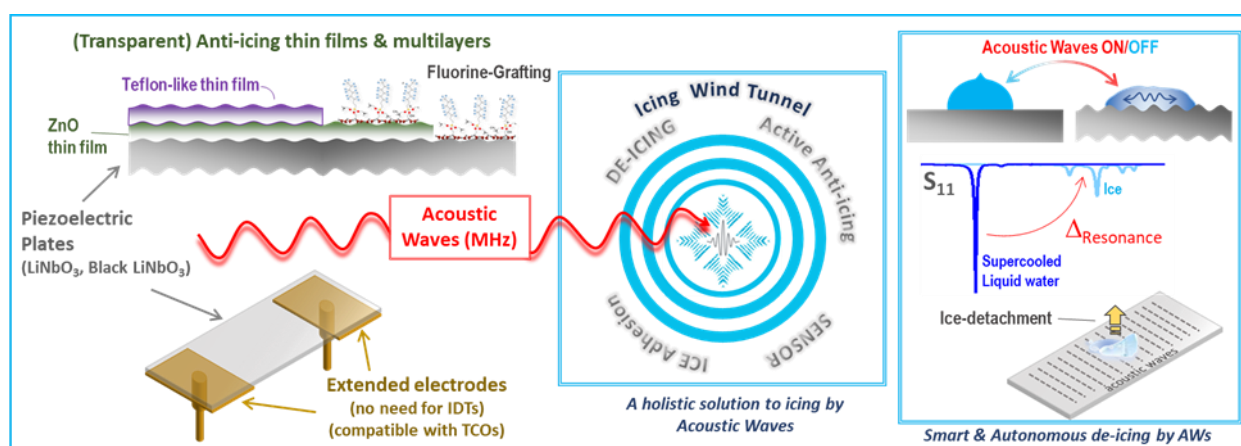 (Transparent) Anti-icing thin films & multilayers
Teflon-like thin film
Fluorine-Grafting
ZnO
thin film
Piezoelectric
Plates
(LiNbO₃, Black LiNbO₃)
Acoustic
Waves (MHz)
Extended electrodes
(no need for IDTs)
(compatible with TCOs)
Icing Wind Tunnel
DE-ICING
Active Anti-icing
ICE Adhesion
SENSOR
A holistic solution to icing by
Acoustic Waves
Acoustic Waves ON/OFF
S₁₁
Ice
Δ_Resonance
Supercooled
Liquid water
Ice-detachment
acoustic waves
Smart & Autonomous de-icing by AWs